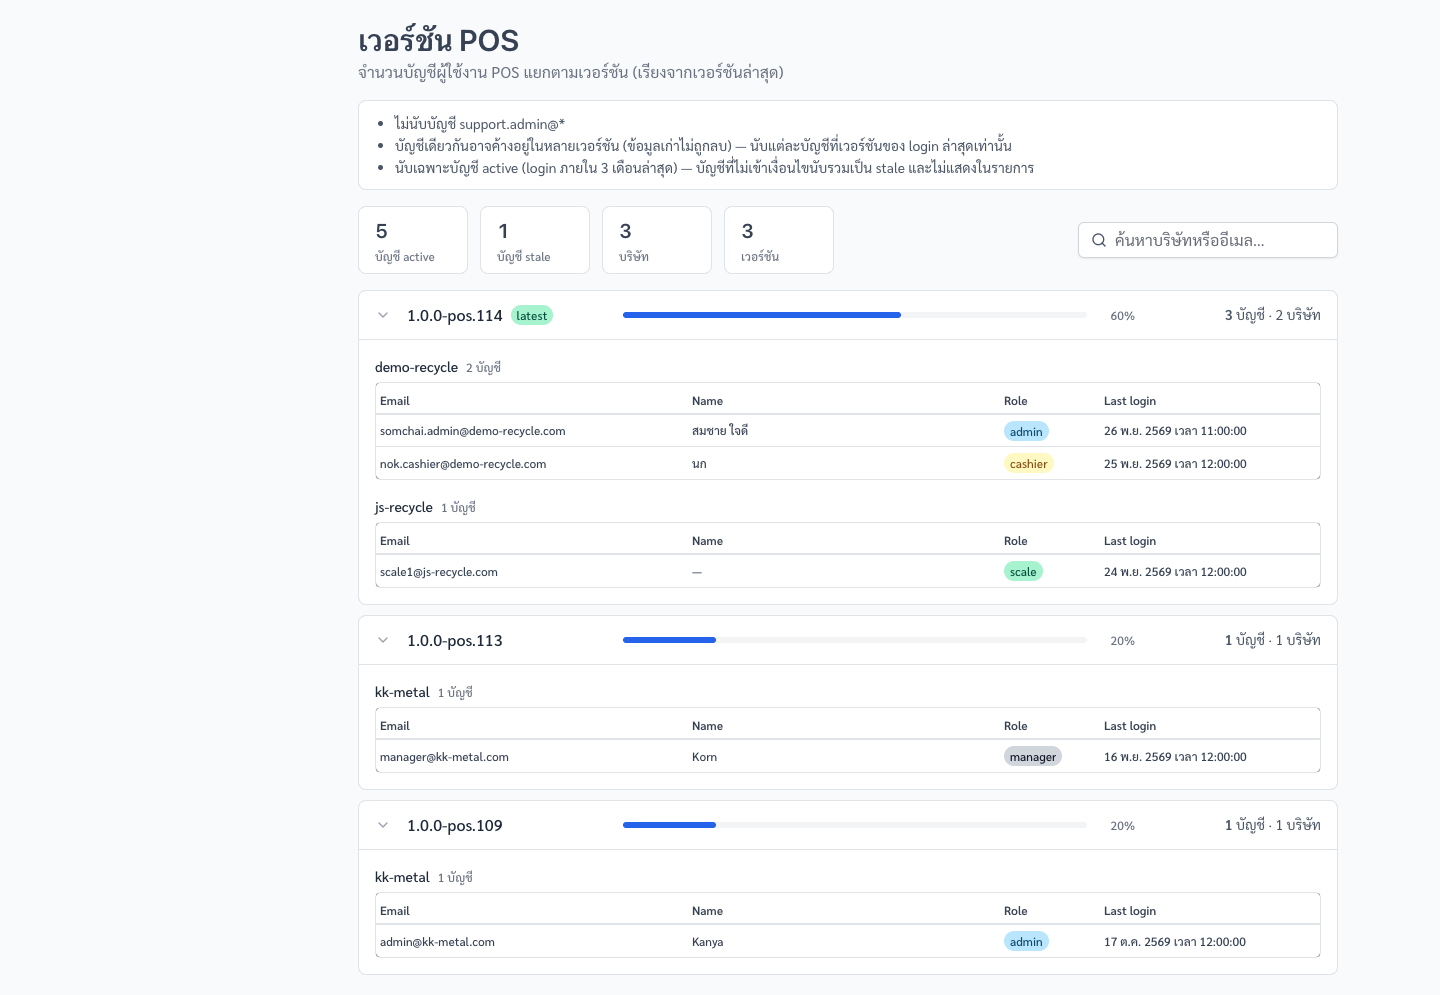 เวอร์ชัน POS
จำนวนบัญชีผู้ใช้งาน POS แยกตามเวอร์ชัน (เรียงจากเวอร์ชันล่าสุด)
• ไม่นับบัญชี support.admin@*
• บัญชีเดียวกันอาจค้างอยู่ในหลายเวอร์ชัน (ข้อมูลเก่าไม่ถูกลบ) — นับแต่ละบัญชีที่เวอร์ชันของ login ล่าสุดเท่านั้น
• นับเฉพาะบัญชี active (login ภายใน 3 เดือนล่าสุด) — บัญชีที่ไม่เข้าเงื่อนไขนับรวมเป็น stale และไม่แสดงในรายการ
5
บัญชี active
1
บัญชี stale
3
บริษัท
3
เวอร์ชัน
ค้นหาบริษัทหรืออีเมล...
1.0.0-pos.114 latest 60% 3 บัญชี · 2 บริษัท
demo-recycle 2 บัญชี
Email Name Role Last login
somchai.admin@demo-recycle.com สมชาย ใจดี admin 26 พ.ย. 2569 เวลา 11:00:00
nok.cashier@demo-recycle.com นก cashier 25 พ.ย. 2569 เวลา 12:00:00
js-recycle 1 บัญชี
Email Name Role Last login
scale1@js-recycle.com — scale 24 พ.ย. 2569 เวลา 12:00:00
1.0.0-pos.113 20% 1 บัญชี · 1 บริษัท
kk-metal 1 บัญชี
Email Name Role Last login
manager@kk-metal.com Korn manager 16 พ.ย. 2569 เวลา 12:00:00
1.0.0-pos.109 20% 1 บัญชี · 1 บริษัท
kk-metal 1 บัญชี
Email Name Role Last login
admin@kk-metal.com Kanya admin 17 ต.ค. 2569 เวลา 12:00:00